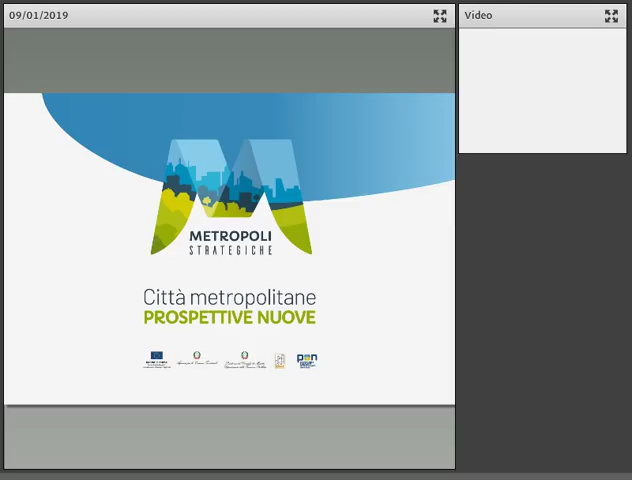 09/01/2019
Video
METROPOLI
STRATEGICHE
Città metropolitane
PROSPETTIVE NUOVE